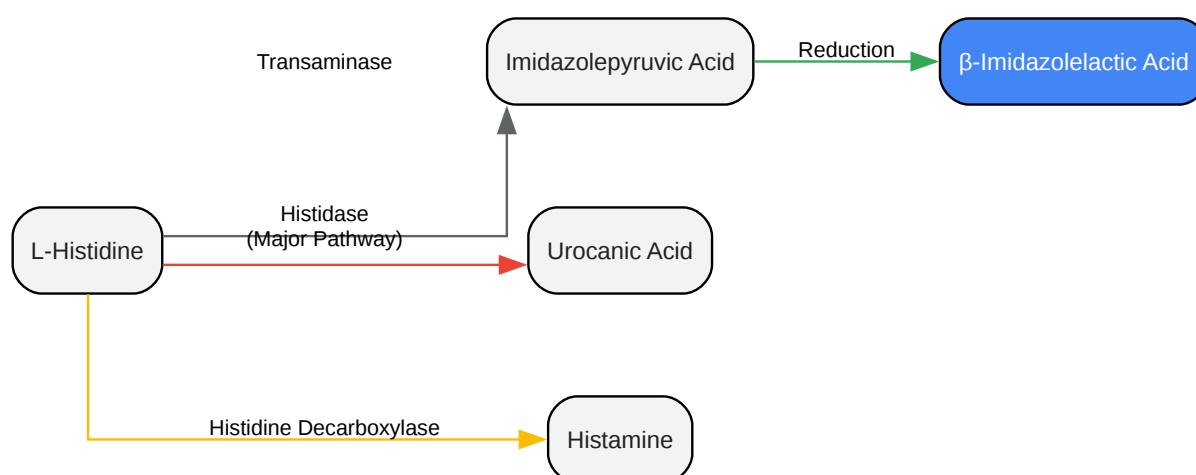 Transaminase
Imidazolepyruvic Acid
Reduction
β-Imidazolelactic Acid
L-Histidine
Histidase
(Major Pathway)
Urocanic Acid
Histidine Decarboxylase
Histamine